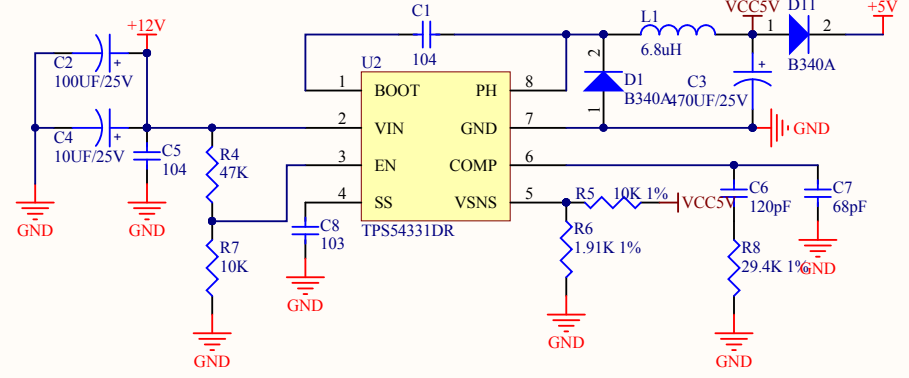 C1
L1
VCC5V
D11
+5V
+12V
1
2
104
6.8uH
B340A
C2
100UF/25V
U2
2
D1
B340A
C3
470UF/25V
+
+
1
BOOT
PH
8
1
C4
10UF/25V
+
2
VIN
GND
7
GND
C5
104
R4
47K
3
EN
COMP
6
C6
120pF
C7
68pF
4
SS
VSNS
5
R5
10K 1%
VCC5V
GND
GND
C8
103
TPS54331DR
R6
1.91K 1%
R7
10K
R8
29.4K 1%
GND
GND
GND
GND
GND